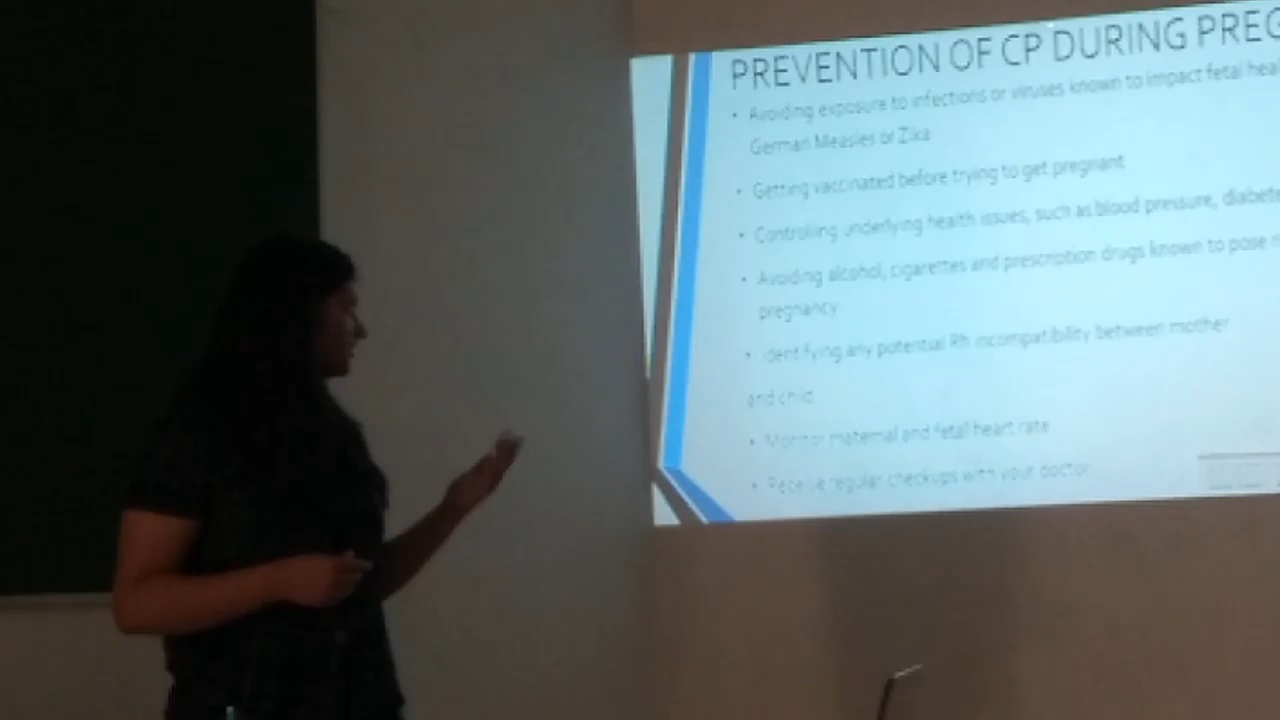 PREVENTION OF CP DURING PREG
• Avoiding exposure to infections or viruses known to impact fetal heal
German Measles or Zika
• Getting vaccinated before trying to get pregnant
• Controlling underlying health issues, such as blood pressure, diabete
• Avoiding alcohol, cigarettes and prescription drugs known to pose
pregnancy
• Identifying any potential Rh incompatibility between mother
and child
• Monitor maternal and fetal heart rate
• Receive regular checkups with your doctor